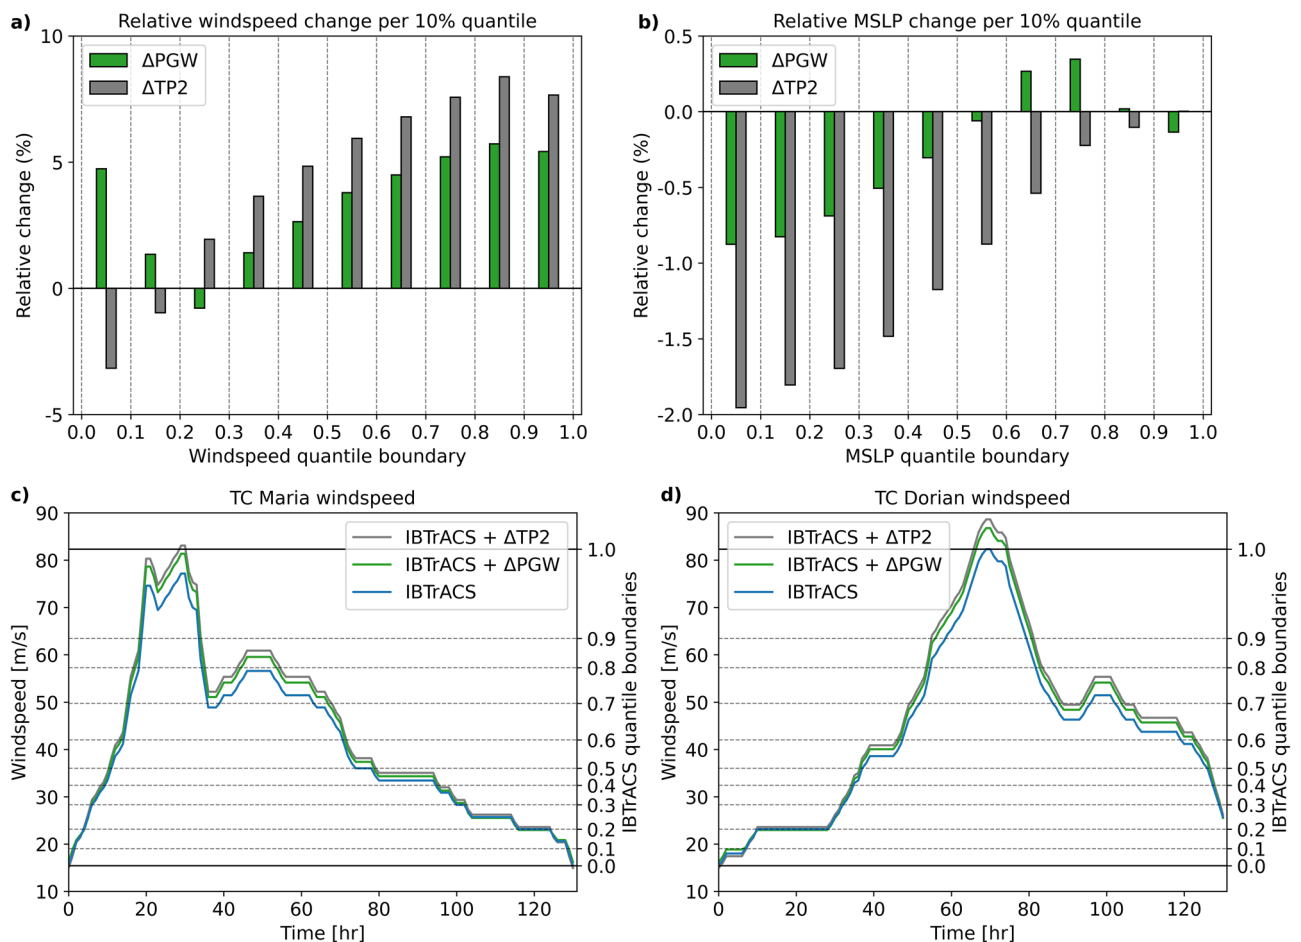 a)
Relative windspeed change per 10% quantile
ΔPGW
ΔTP2
Relative change (%)
10
5
0
-5
0.0 0.1 0.2 0.3 0.4 0.5 0.6 0.7 0.8 0.9 1.0
Windspeed quantile boundary
b)
Relative MSLP change per 10% quantile
ΔPGW
ΔTP2
Relative change (%)
0.5
0.0
-0.5
-1.0
-1.5
-2.0
0.0 0.1 0.2 0.3 0.4 0.5 0.6 0.7 0.8 0.9 1.0
MSLP quantile boundary
c)
TC Maria windspeed
IBTrACS + ΔTP2
IBTrACS + ΔPGW
IBTrACS
Windspeed [m/s]
90
80
70
60
50
40
30
20
10
0 20 40 60 80 100 120
Time [hr]
1.0
0.9
0.8
0.7
0.6
0.5
0.4
0.3
0.2
0.1
0.0
IBTrACS quantile boundaries
d)
TC Dorian windspeed
IBTrACS + ΔTP2
IBTrACS + ΔPGW
IBTrACS
Windspeed [m/s]
90
80
70
60
50
40
30
20
10
0 20 40 60 80 100 120
Time [hr]
1.0
0.9
0.8
0.7
0.6
0.5
0.4
0.3
0.2
0.1
0.0
IBTrACS quantile boundaries